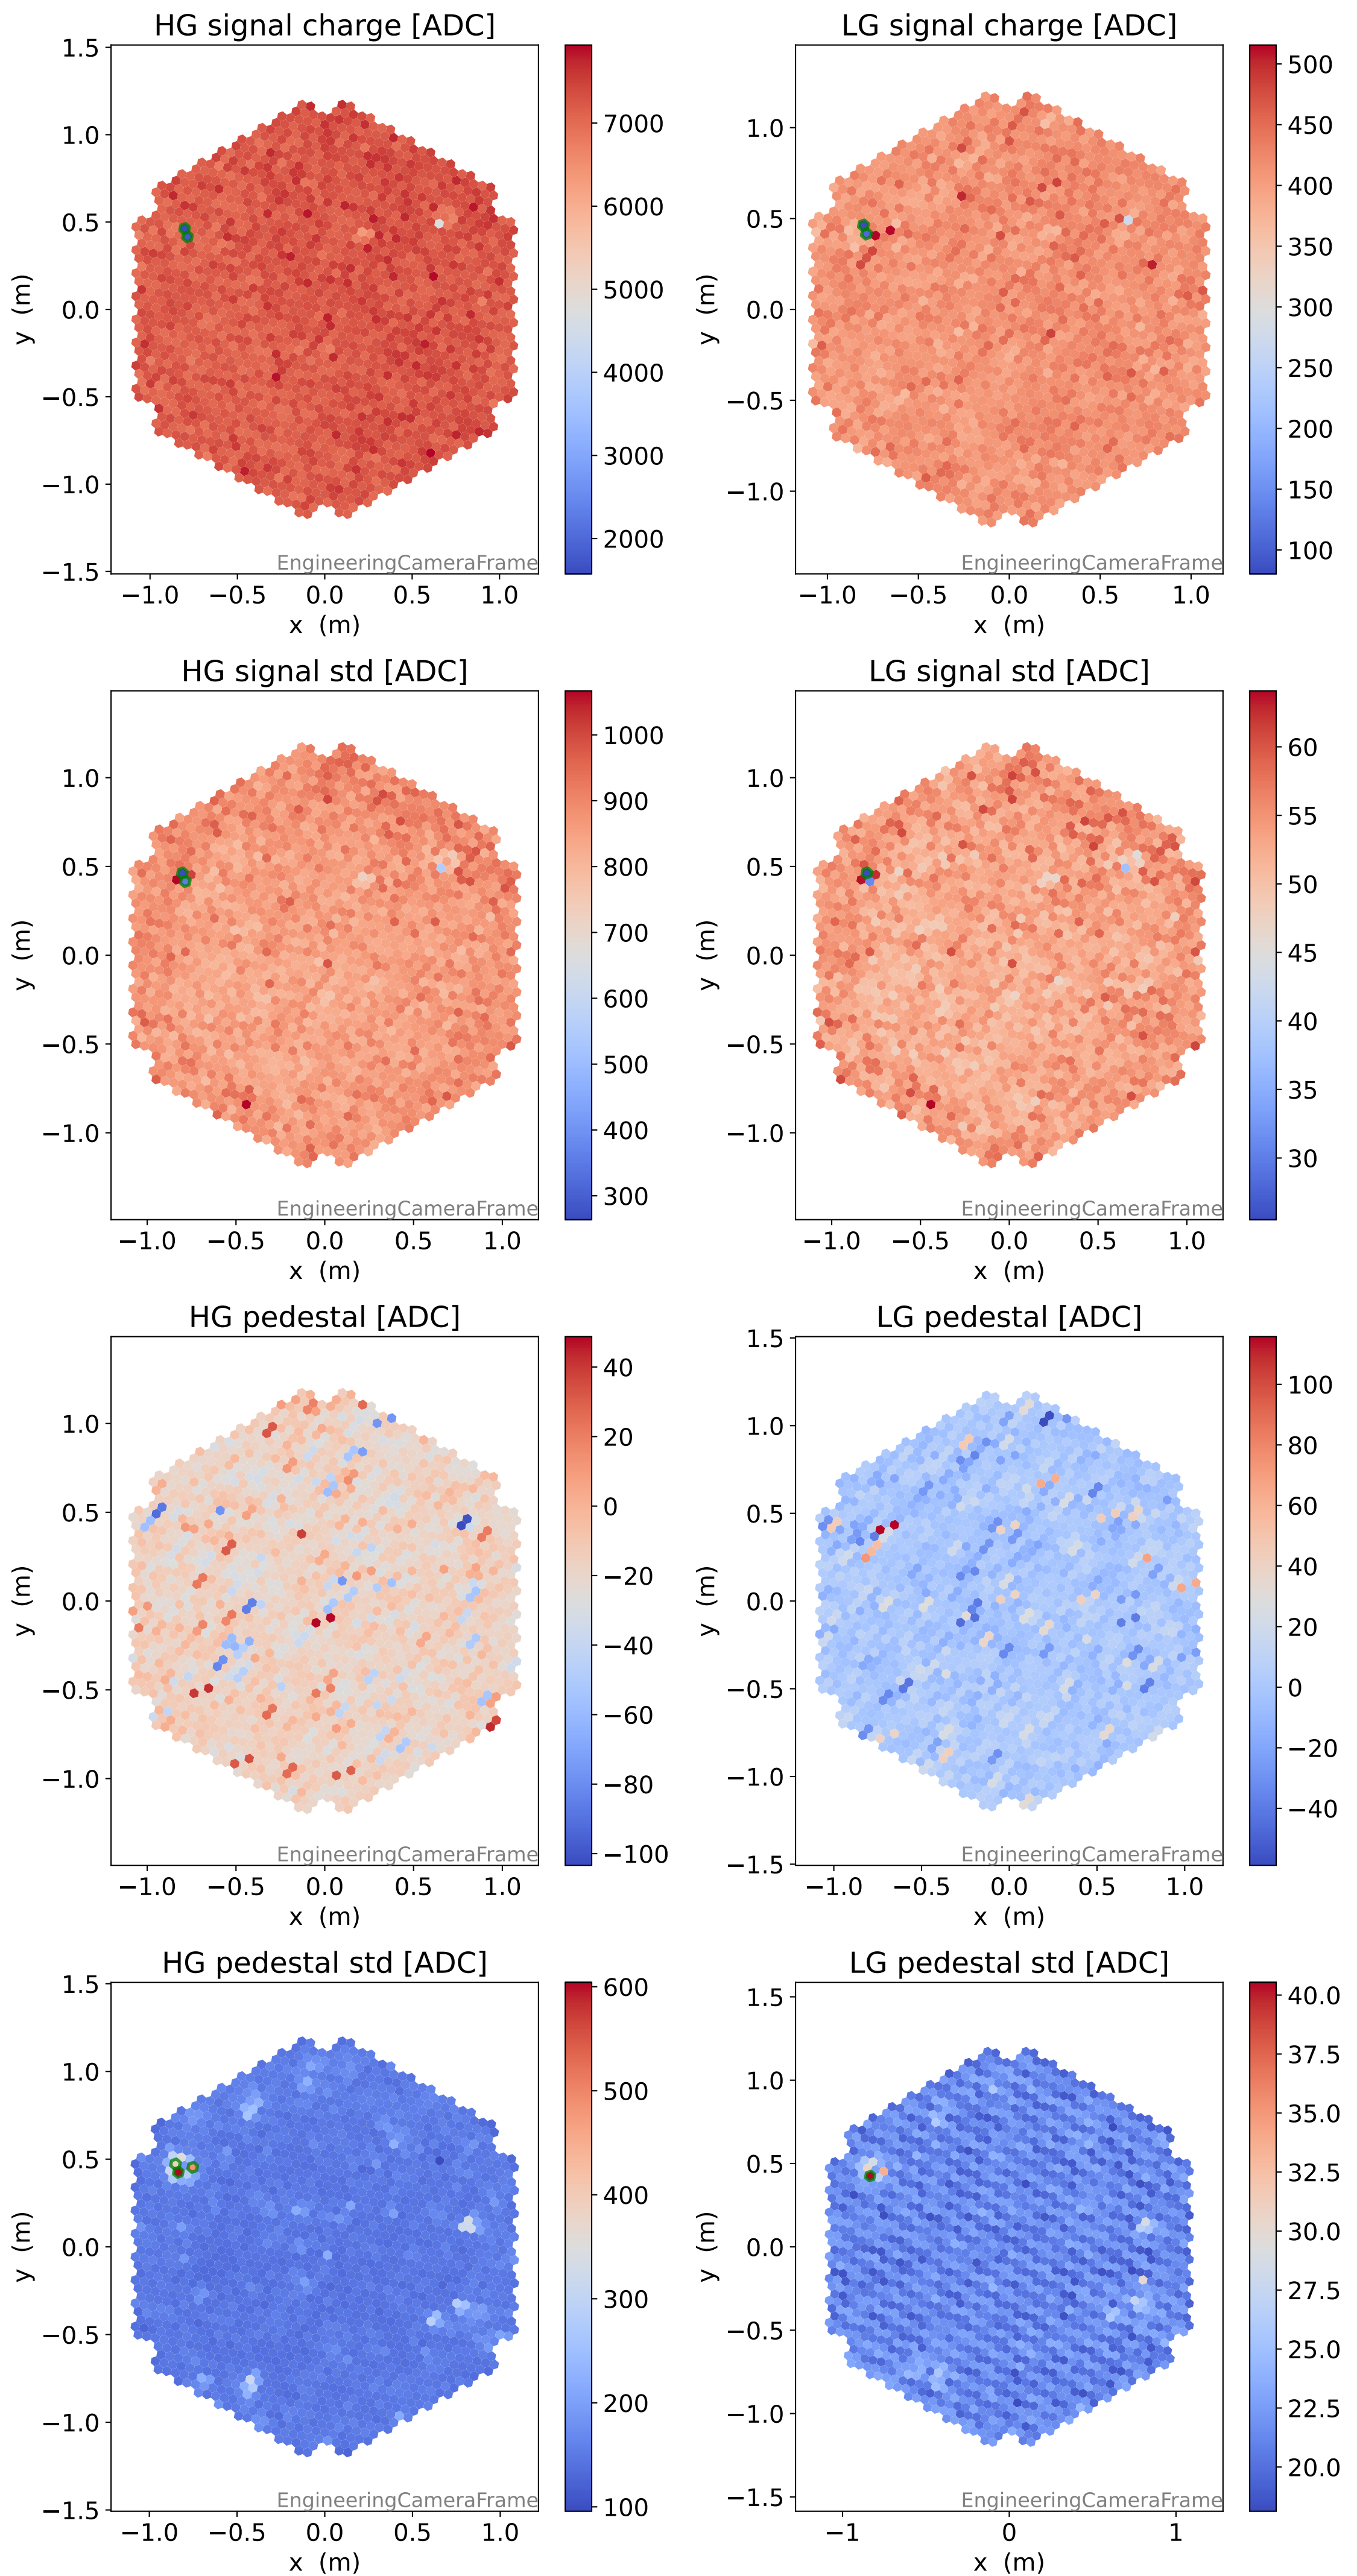 HG signal charge [ADC]
1.5
1.0
0.5
0.0
−0.5
−1.0
−1.5
y (m)
−1.0 −0.5 0.0 0.5 1.0
x (m)
EngineeringCameraFrame
7000
6000
5000
4000
3000
2000
LG signal charge [ADC]
1.0
0.5
0.0
−0.5
−1.0
y (m)
−1.0 −0.5 0.0 0.5 1.0
x (m)
EngineeringCameraFrame
500
450
400
350
300
250
200
150
100
HG signal std [ADC]
1.0
0.5
0.0
−0.5
−1.0
y (m)
−1.0 −0.5 0.0 0.5 1.0
x (m)
EngineeringCameraFrame
1000
900
800
700
600
500
400
300
LG signal std [ADC]
1.0
0.5
0.0
−0.5
−1.0
y (m)
−1.0 −0.5 0.0 0.5 1.0
x (m)
EngineeringCameraFrame
60
55
50
45
40
35
30
HG pedestal [ADC]
1.0
0.5
0.0
−0.5
−1.0
y (m)
−1.0 −0.5 0.0 0.5 1.0
x (m)
EngineeringCameraFrame
40
20
0
−20
−40
−60
−80
−100
LG pedestal [ADC]
1.5
1.0
0.5
0.0
−0.5
−1.0
−1.5
y (m)
−1.0 −0.5 0.0 0.5 1.0
x (m)
EngineeringCameraFrame
100
80
60
40
20
0
−20
−40
HG pedestal std [ADC]
1.5
1.0
0.5
0.0
−0.5
−1.0
−1.5
y (m)
−1.0 −0.5 0.0 0.5 1.0
x (m)
EngineeringCameraFrame
600
500
400
300
200
100
LG pedestal std [ADC]
1.5
1.0
0.5
0.0
−0.5
−1.0
−1.5
y (m)
−1 0 1
x (m)
EngineeringCameraFrame
40.0
37.5
35.0
32.5
30.0
27.5
25.0
22.5
20.0